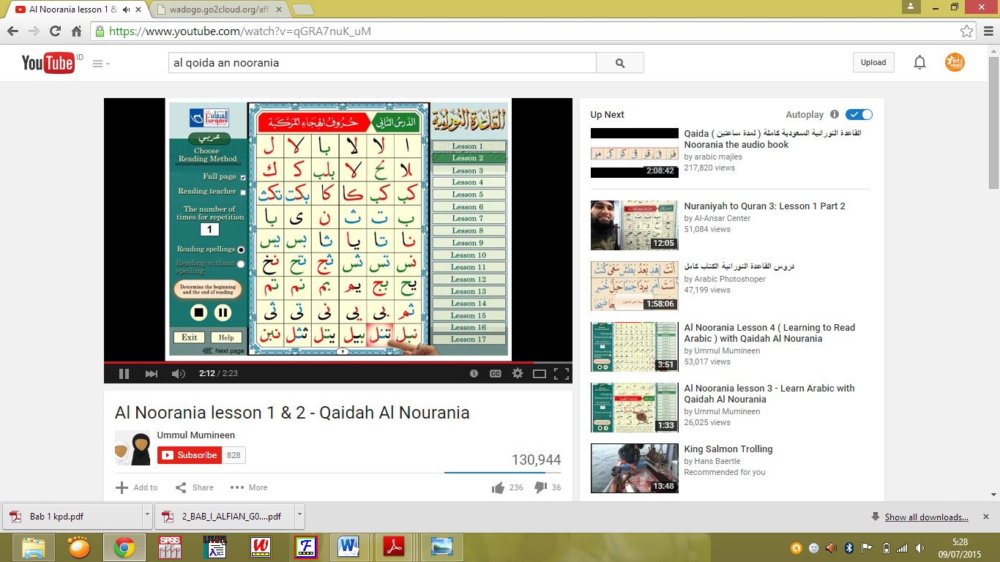 Al Noorania lesson 1 &
wadogo.go2cloud.org/aff
https://www.youtube.com/watch?v=qGRA7nuK_uM
YouTube ID
al qoida an noorania
Upload
الفرقان
Furqan
عربي
Choose
Reading Method
Full page
Reading teacher
The number of
times for repetition
1
Reading spellings
Reading without
spelling
Determine the beginning
and the end of reading
Exit
Help
Next page
الدَّرْسُ الثَّانِي
حُرُوفُ الهِجَاءِ المُرَكَّبَة
ا لا لا با لا ل
كب كب كا كا بكت تكث
ب ت ث ن ى با
نا تا يا ثا بس يس
نس تس ثس ثج تح نخ
يح بج يم بم نم تم
ثم بى يى نى تى ثى
نبل تنل بيل يتل ثثل نبن
٧
القاعدة النورانية
Lesson 1
Lesson 2
Lesson 3
Lesson 4
Lesson 5
Lesson 6
Lesson 7
Lesson 8
Lesson 9
Lesson 10
Lesson 11
Lesson 12
Lesson 13
Lesson 14
Lesson 15
Lesson 16
Lesson 17
2:12 / 2:23
Al Noorania lesson 1 & 2 - Qaidah Al Nourania
Ummul Mumineen
Subscribe 828
130,944
Add to
Share
More
236
36
Up Next
Autoplay
القاعدة النورانية السعودية كاملة ( لمدة ساعتين ) Qaida
Noorania the audio book
by arabic majles
217,820 views
2:08:42
Nuraniyah to Quran 3: Lesson 1 Part 2
by Al-Ansar Center
51,084 views
12:05
دروس القاعدة النورانية الكتاب كامل
by Arabic Photoshoper
47,199 views
1:58:06
Al Noorania Lesson 4 ( Learning to Read
Arabic ) with Qaidah Al Nourania
by Ummul Mumineen
53,017 views
3:51
Al Noorania lesson 3 - Learn Arabic with
Qaidah Al Nourania
by Ummul Mumineen
26,025 views
1:33
King Salmon Trolling
by Hans Baertle
Recommended for you
13:48
Bab 1 kpd.pdf
2_BAB_I_ALFIAN_G0....pdf
Show all downloads...
SPSS
5:28
09/07/2015